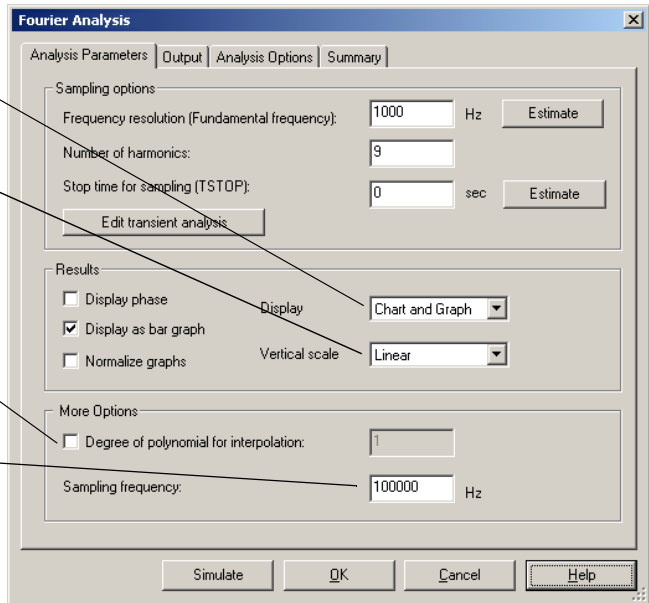 Fourier Analysis
Analysis Parameters Output Analysis Options Summary
Sampling options
Frequency resolution (Fundamental frequency): 1000 Hz Estimate
Number of harmonics: 9
Stop time for sampling (TSTOP): 0 sec Estimate
Edit transient analysis
Results
Display phase
Display Chart and Graph
Display as bar graph
Vertical scale Linear
Normalize graphs
More Options
Degree of polynomial for interpolation: 1
Sampling frequency: 100000 Hz
Simulate OK Cancel Help